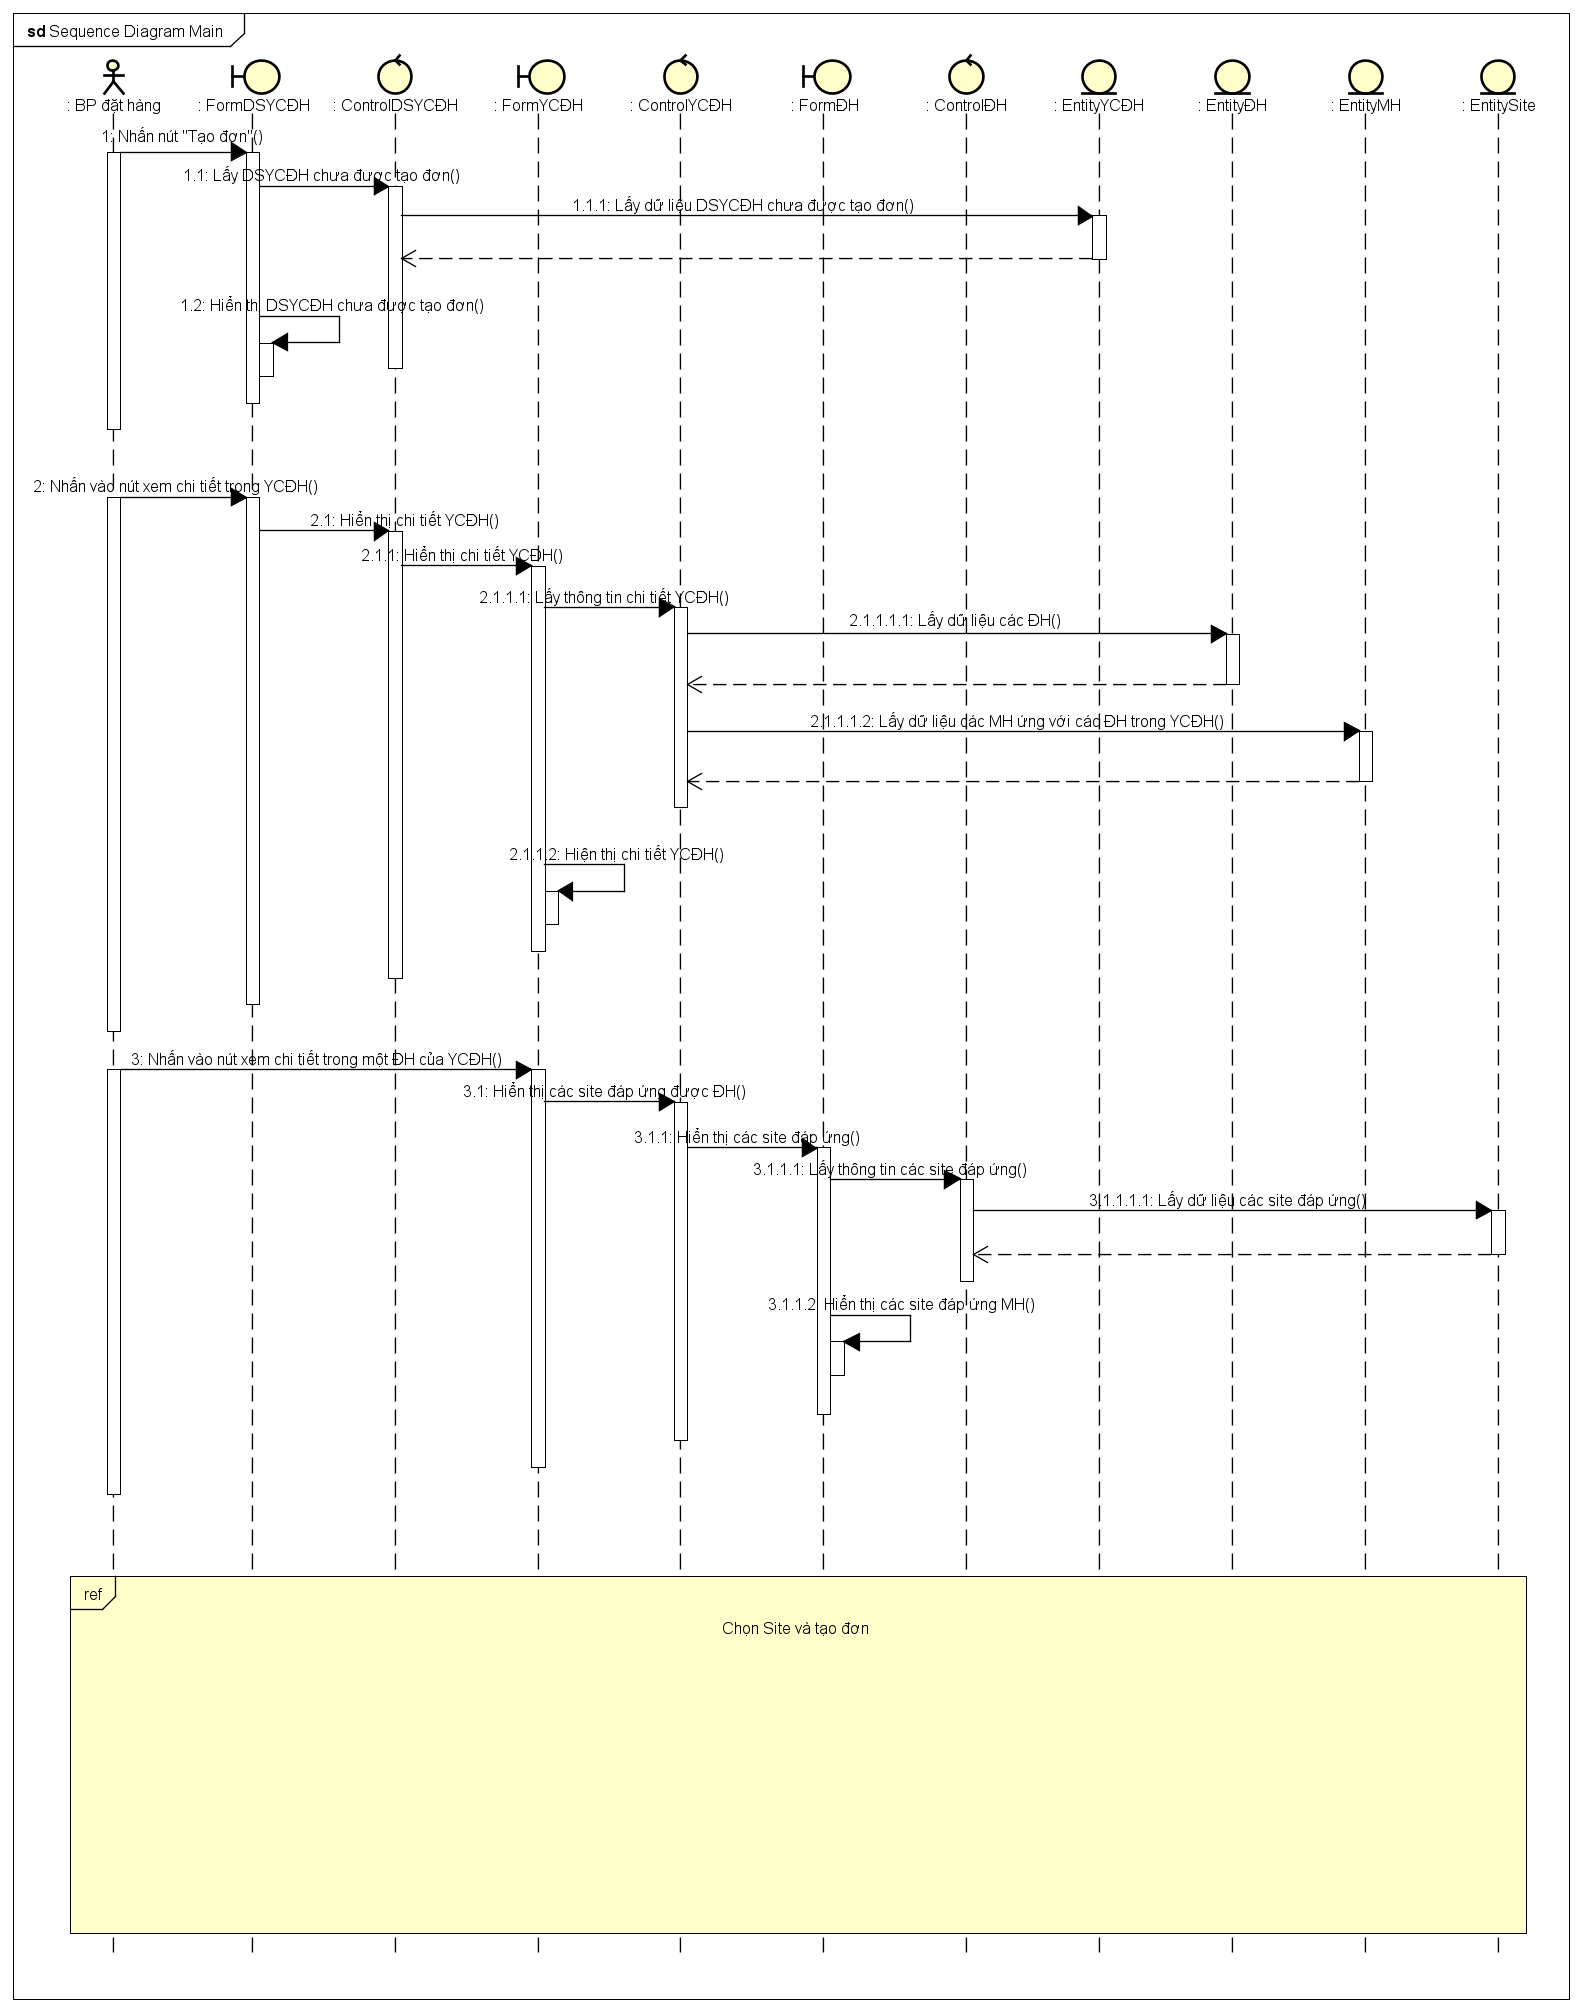 sd Sequence Diagram Main
: BP đặt hàng
: FormDSYCĐH
: ControlDSYCĐH
: FormYCĐH
: ControlYCĐH
: FormĐH
: ControlĐH
: EntityYCĐH
: EntityĐH
: EntityMH
: EntitySite
1: Nhấn nút "Tạo đơn"()
1.1: Lấy DSYCĐH chưa được tạo đơn()
1.1.1: Lấy dữ liệu DSYCĐH chưa được tạo đơn()
1.2: Hiển thị DSYCĐH chưa được tạo đơn()
2: Nhấn vào nút xem chi tiết trong YCĐH()
2.1: Hiển thị chi tiết YCĐH()
2.1.1: Hiển thị chi tiết YCĐH()
2.1.1.1: Lấy thông tin chi tiết YCĐH()
2.1.1.1.1: Lấy dữ liệu các ĐH()
2.1.1.1.2: Lấy dữ liệu các MH ứng với các ĐH trong YCĐH()
2.1.1.2: Hiện thị chi tiết YCĐH()
3: Nhấn vào nút xem chi tiết trong một ĐH của YCĐH()
3.1: Hiển thị các site đáp ứng được ĐH()
3.1.1: Hiển thị các site đáp ứng()
3.1.1.1: Lấy thông tin các site đáp ứng()
3.1.1.1.1: Lấy dữ liệu các site đáp ứng()
3.1.1.2: Hiển thị các site đáp ứng MH()
ref
Chọn Site và tạo đơn